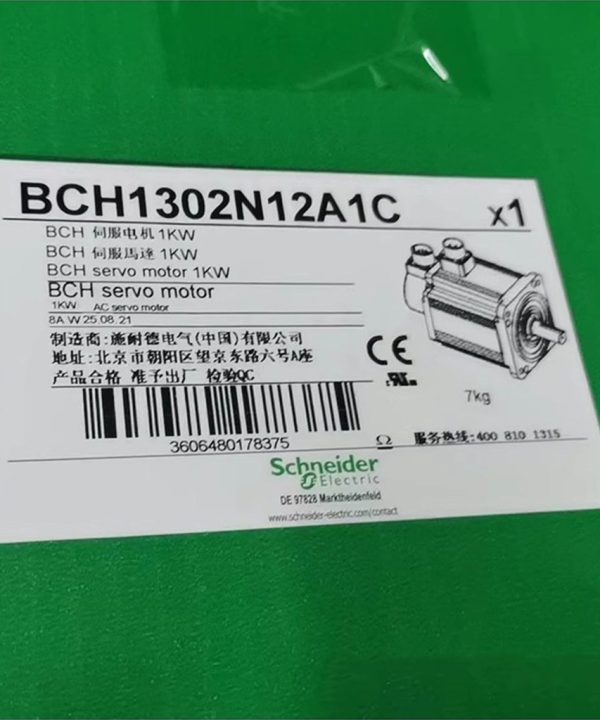 BCH1302N12A1C x1
BCH 伺服电机 1KW
BCH 伺服馬達 1KW
BCH servo motor 1KW
BCH servo motor
1KW AC servo motor
8A W 25.08.21
制造商:施耐德电气(中国)有限公司
地址:北京市朝阳区望京东路六号A座
产品合格 准予出厂 检验QC
CE
7kg
3606480178375
服务热线:400 810 1315
Schneider
Electric
DE 97828 Marktheidenfeld
www.schneider-electric.com/contact